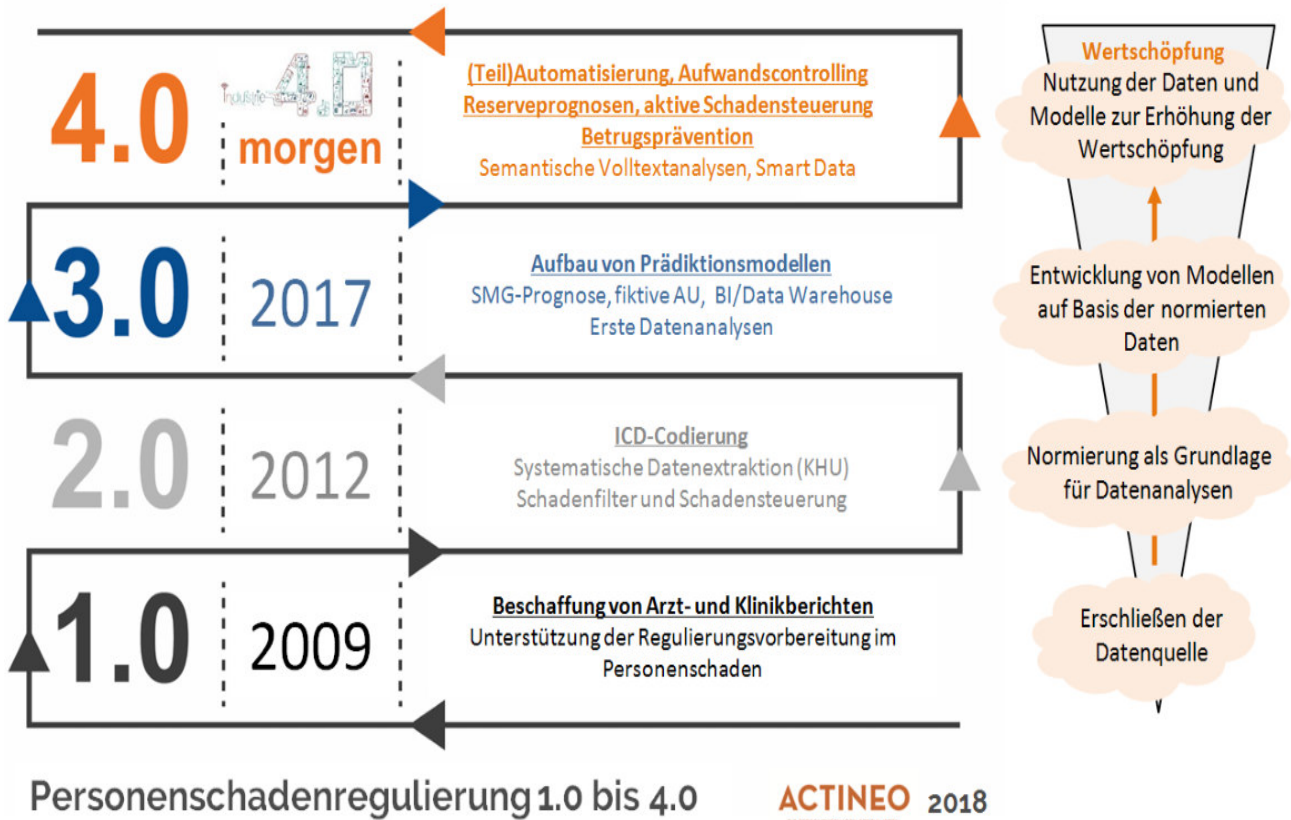 4.0
industrie 4.0
morgen
(Teil)Automatisierung, Aufwandscontrolling
Reserveprognosen, aktive Schadensteuerung
Betrugsprävention
Semantische Volltextanalysen, Smart Data
Wertschöpfung
Nutzung der Daten und
Modelle zur Erhöhung der
Wertschöpfung
3.0
2017
Aufbau von Prädiktionsmodellen
SMG-Prognose, fiktive AU, BI/Data Warehouse
Erste Datenanalysen
Entwicklung von Modellen
auf Basis der normierten
Daten
2.0
2012
ICD-Codierung
Systematische Datenextraktion (KHU)
Schadenfilter und Schadensteuerung
Normierung als Grundlage
für Datenanalysen
1.0
2009
Beschaffung von Arzt- und Klinikberichten
Unterstützung der Regulierungsvorbereitung im
Personenschaden
Erschließen der
Datenquelle
Personenschadenregulierung 1.0 bis 4.0
ACTINEO 2018